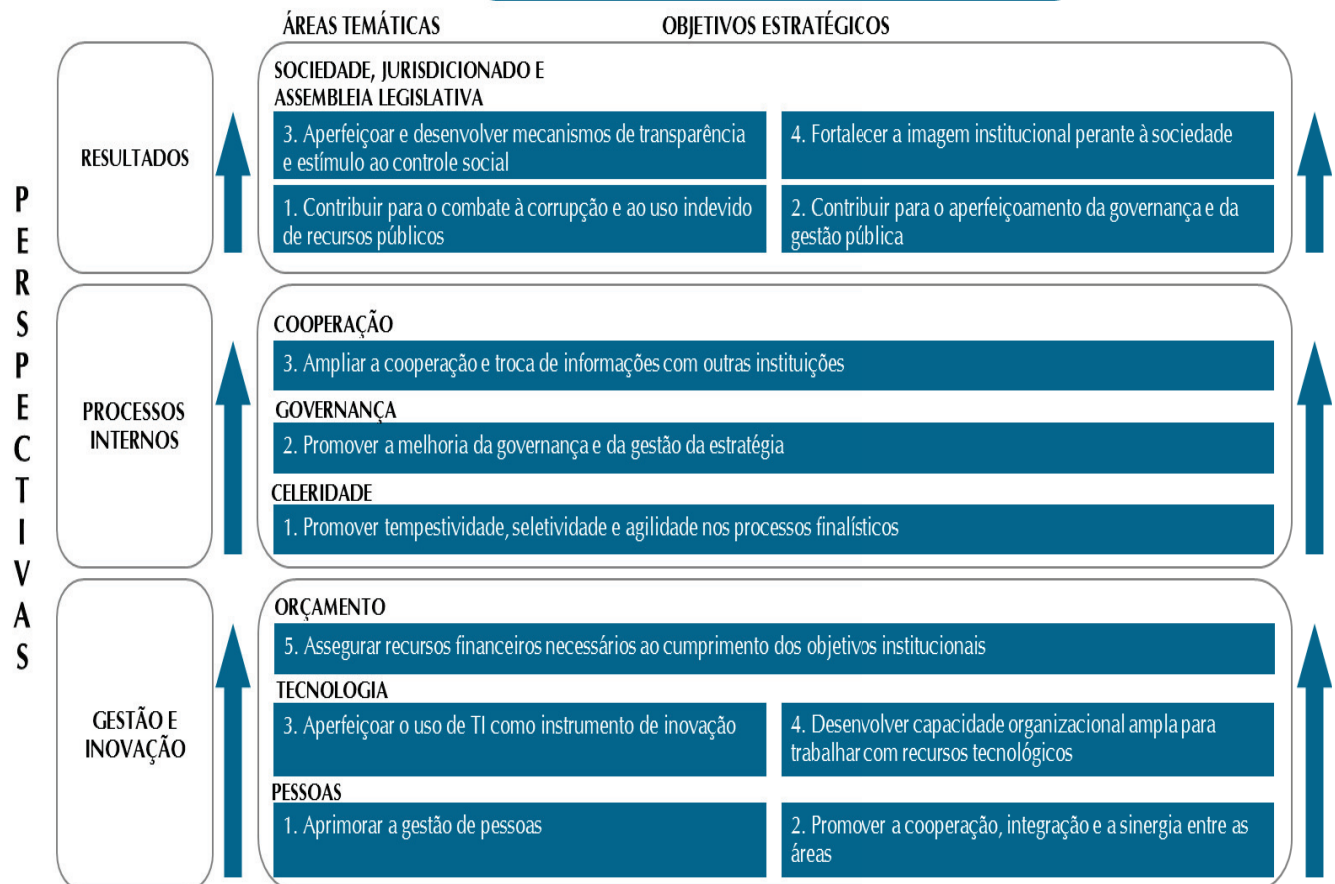 ÁREAS TEMÁTICAS
OBJETIVOS ESTRATÉGICOS
PERSPECTIVAS
RESULTADOS
SOCIEDADE, JURISDICIONADO E
ASSEMBLEIA LEGISLATIVA
3. Aperfeiçoar e desenvolver mecanismos de transparência
e estímulo ao controle social
4. Fortalecer a imagem institucional perante à sociedade
1. Contribuir para o combate à corrupção e ao uso indevido
de recursos públicos
2. Contribuir para o aperfeiçoamento da governança e da
gestão pública
PROCESSOS
INTERNOS
COOPERAÇÃO
3. Ampliar a cooperação e troca de informações com outras instituições
GOVERNANÇA
2. Promover a melhoria da governança e da gestão da estratégia
CELERIDADE
1. Promover tempestividade, seletividade e agilidade nos processos finalísticos
GESTÃO E
INOVAÇÃO
ORÇAMENTO
5. Assegurar recursos financeiros necessários ao cumprimento dos objetivos institucionais
TECNOLOGIA
3. Aperfeiçoar o uso de TI como instrumento de inovação
4. Desenvolver capacidade organizacional ampla para
trabalhar com recursos tecnológicos
PESSOAS
1. Aprimorar a gestão de pessoas
2. Promover a cooperação, integração e a sinergia entre as
áreas